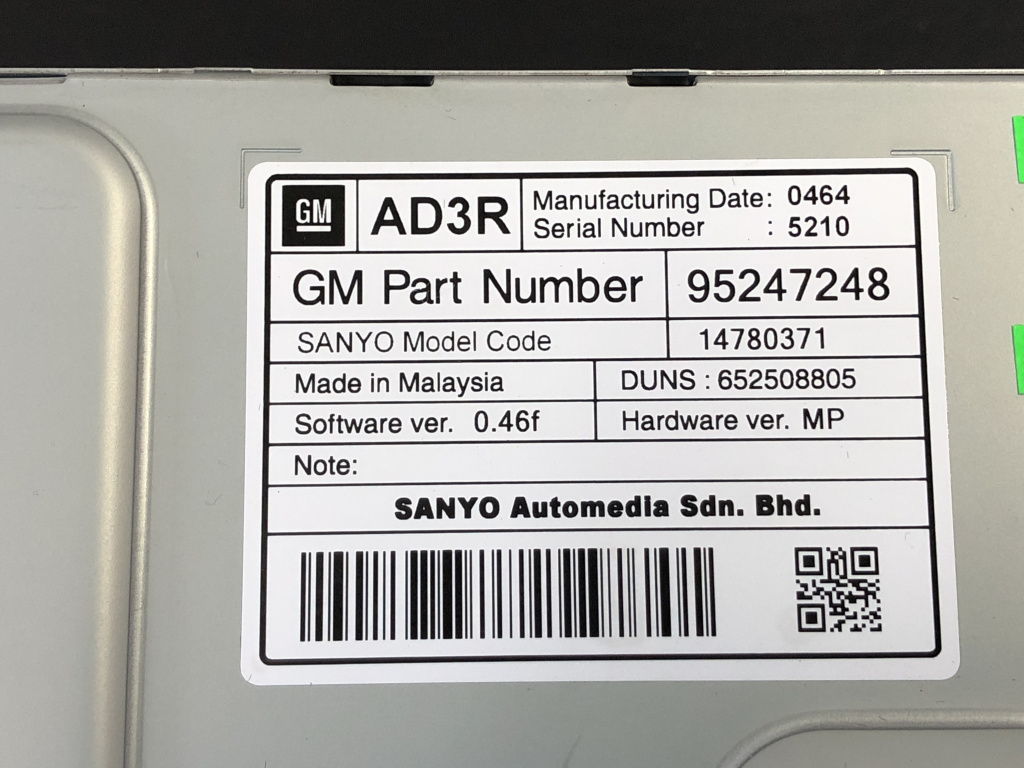 GM AD3R Manufacturing Date: 0464
Serial Number : 5210
GM Part Number 95247248
SANYO Model Code 14780371
Made in Malaysia DUNS : 652508805
Software ver. 0.46f Hardware ver. MP
Note:
SANYO Automedia Sdn. Bhd.